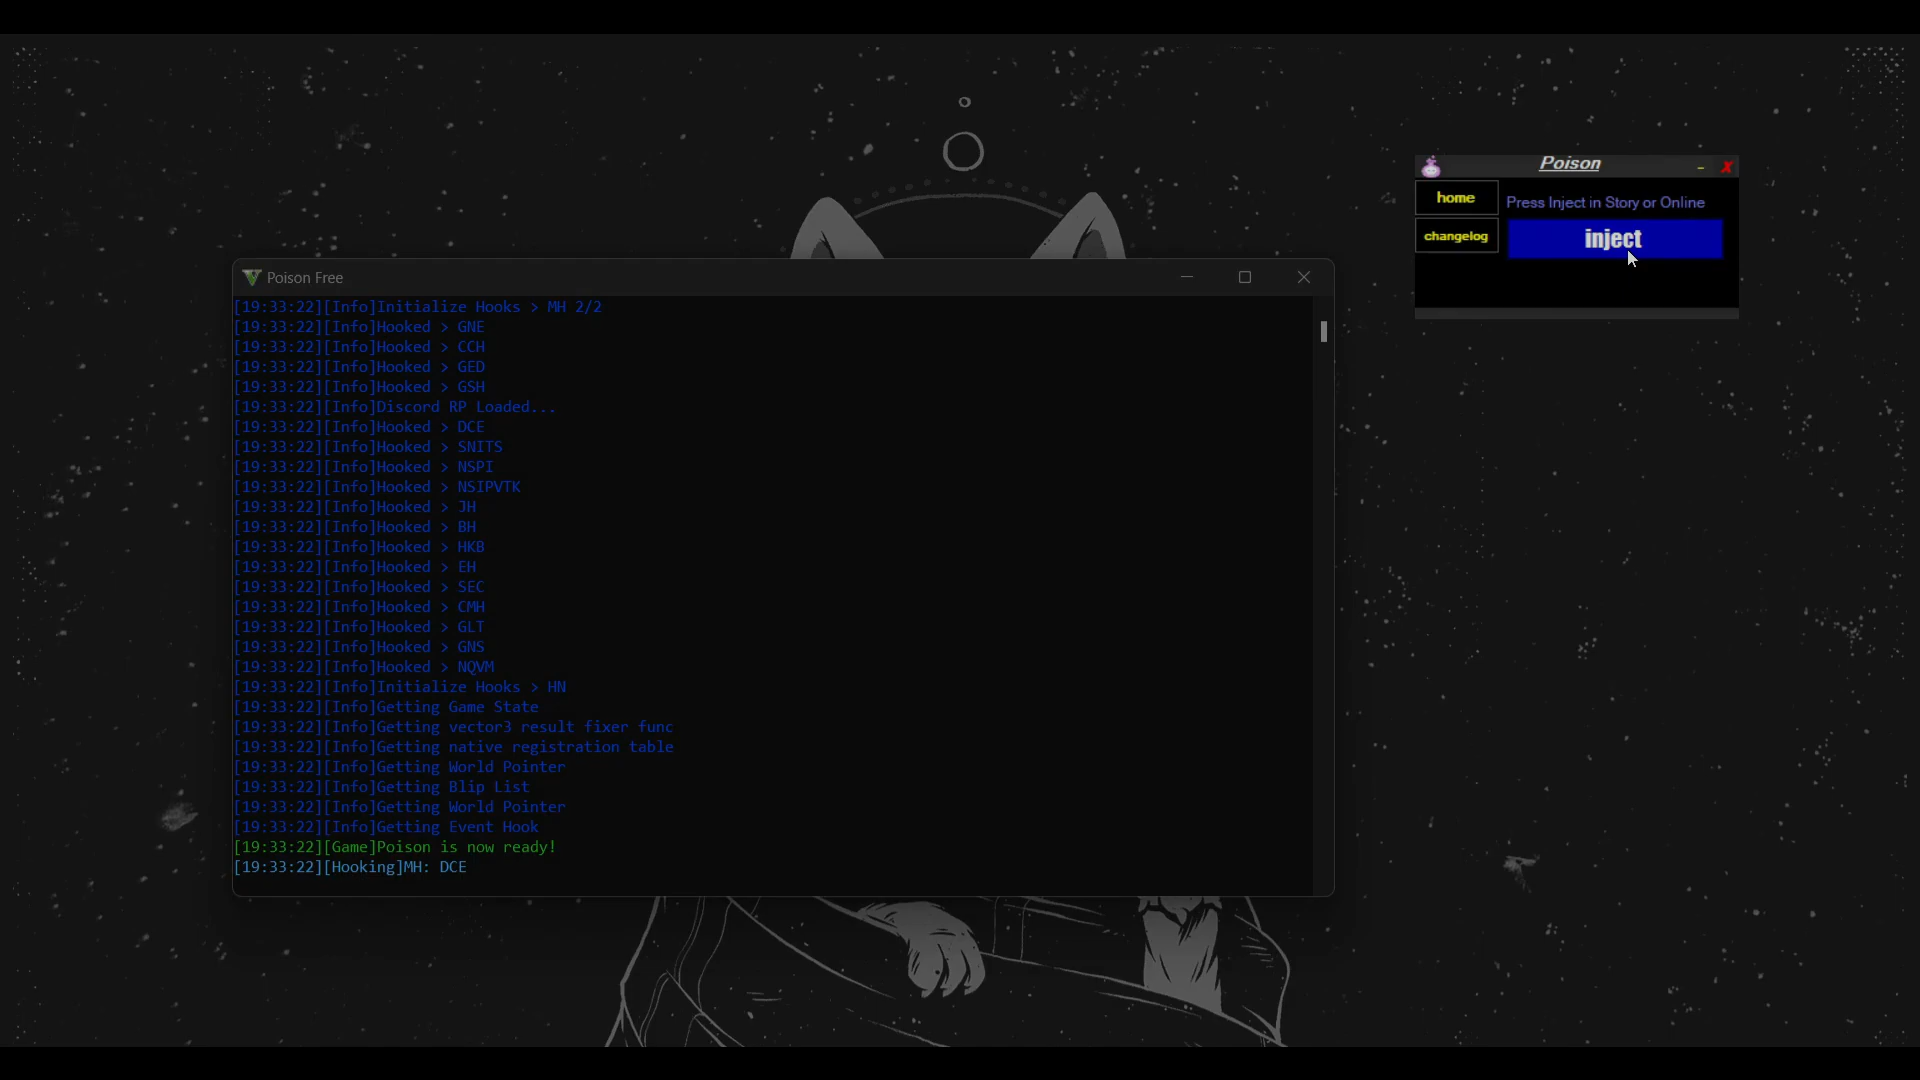 Poison
home
Press Inject in Story or Online
changelog
inject
Poison Free
[19:33:22][Info]Initialize Hooks > MH 2/2
[19:33:22][Info]Hooked > GNE
[19:33:22][Info]Hooked > CCH
[19:33:22][Info]Hooked > GED
[19:33:22][Info]Hooked > GSH
[19:33:22][Info]Discord RP Loaded...
[19:33:22][Info]Hooked > DCE
[19:33:22][Info]Hooked > SNITS
[19:33:22][Info]Hooked > NSPI
[19:33:22][Info]Hooked > NSIPVTK
[19:33:22][Info]Hooked > JH
[19:33:22][Info]Hooked > BH
[19:33:22][Info]Hooked > HKB
[19:33:22][Info]Hooked > EH
[19:33:22][Info]Hooked > SEC
[19:33:22][Info]Hooked > CMH
[19:33:22][Info]Hooked > GLT
[19:33:22][Info]Hooked > GNS
[19:33:22][Info]Hooked > NQVM
[19:33:22][Info]Initialize Hooks > HN
[19:33:22][Info]Getting Game State
[19:33:22][Info]Getting vector3 result fixer func
[19:33:22][Info]Getting native registration table
[19:33:22][Info]Getting World Pointer
[19:33:22][Info]Getting Blip List
[19:33:22][Info]Getting World Pointer
[19:33:22][Info]Getting Event Hook
[19:33:22][Game]Poison is now ready!
[19:33:22][Hooking]MH: DCE